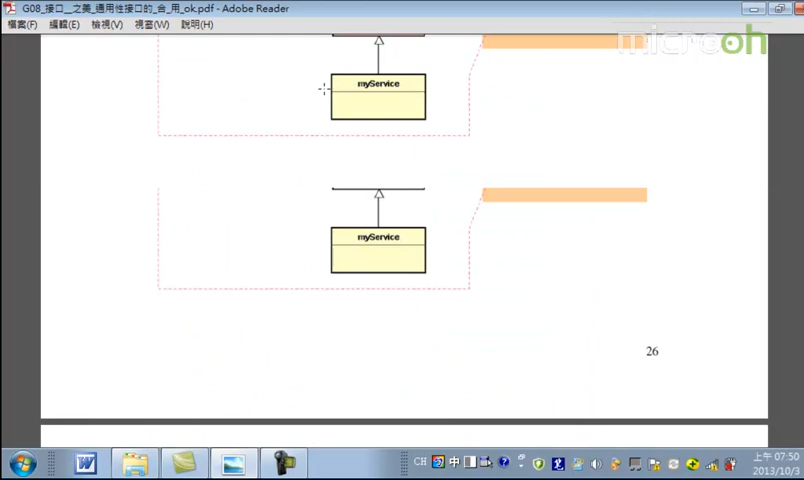 G08_接口__之美_通用性接口的_合_用_ok.pdf - Adobe Reader
檔案(F) 編輯(E) 檢視(V) 視窗(W) 說明(H)
microoh
myService
myService
26
CH 中
上午 07:50
2013/10/3